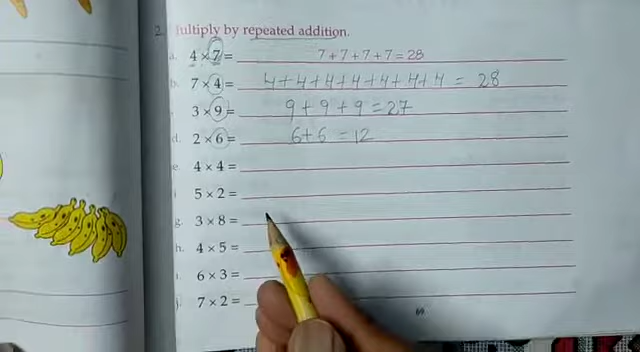 2. Multiply by repeated addition.
a. 4 × 7 = 7 + 7 + 7 + 7 = 28
b. 7 × 4 = 4 + 4 + 4 + 4 + 4 + 4 + 4 = 28
3 × 9 = 9 + 9 + 9 = 27
d. 2 × 6 = 6 + 6 = 12
e. 4 × 4 =
f. 5 × 2 =
g. 3 × 8 =
h. 4 × 5 =
i. 6 × 3 =
j. 7 × 2 =
69